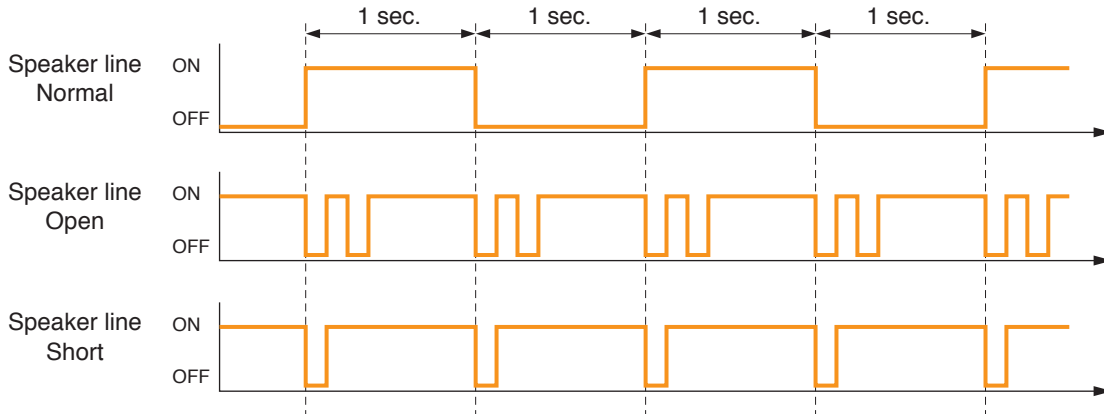 1 sec. 1 sec. 1 sec. 1 sec.
Speaker line
Normal
ON
OFF
Speaker line
Open
ON
OFF
Speaker line
Short
ON
OFF